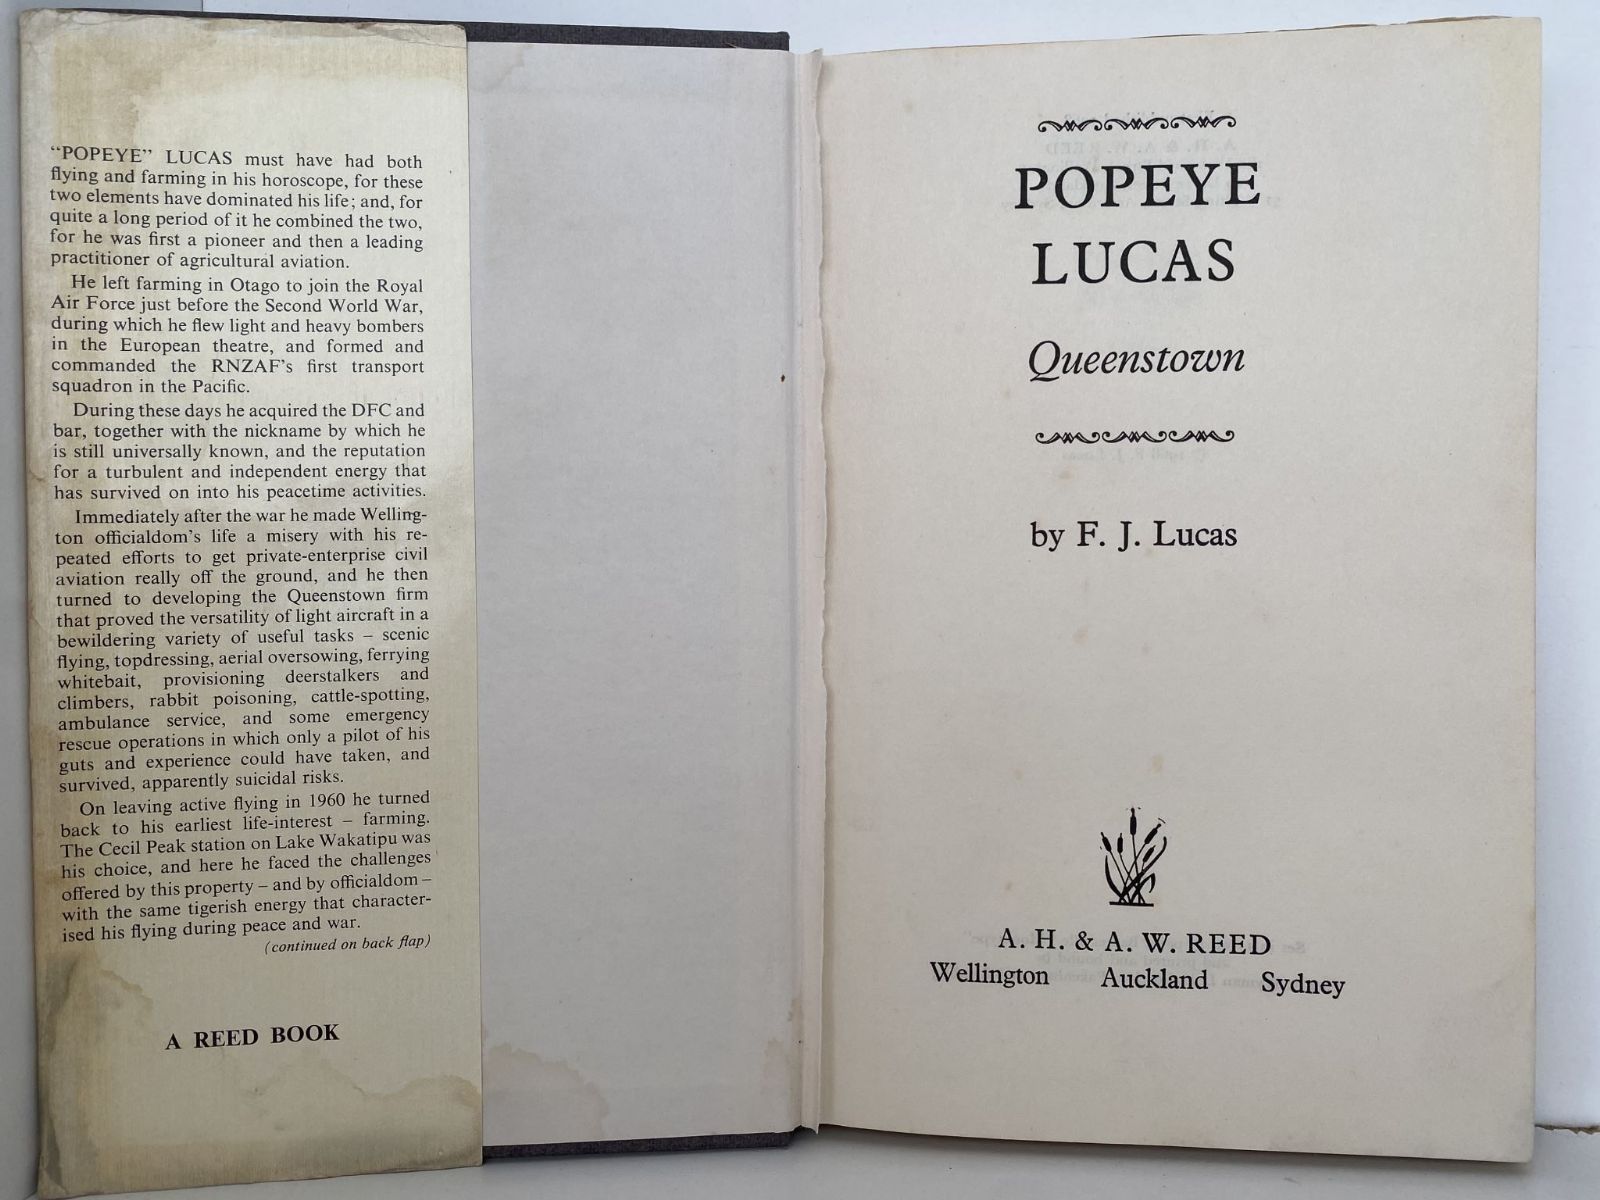 “POPEYE” LUCAS must have had both
flying and farming in his horoscope, for these
two elements have dominated his life; and, for
quite a long period of it he combined the two,
for he was first a pioneer and then a leading
practitioner of agricultural aviation.
He left farming in Otago to join the Royal
Air Force just before the Second World War,
during which he flew light and heavy bombers
in the European theatre, and formed and
commanded the RNZAF’s first transport
squadron in the Pacific.
During these days he acquired the DFC and
bar, together with the nickname by which he
is still universally known, and the reputation
for a turbulent and independent energy that
has survived on into his peacetime activities.
Immediately after the war he made Welling-
ton officialdom’s life a misery with his re-
peated efforts to get private-enterprise civil
aviation really off the ground, and he then
turned to developing the Queenstown firm
that proved the versatility of light aircraft in a
bewildering variety of useful tasks – scenic
flying, topdressing, aerial oversowing, ferrying
whitebait, provisioning deerstalkers and
climbers, rabbit poisoning, cattle-spotting,
ambulance service, and some emergency
rescue operations in which only a pilot of his
guts and experience could have taken, and
survived, apparently suicidal risks.
On leaving active flying in 1960 he turned
back to his earliest life-interest – farming.
The Cecil Peak station on Lake Wakatipu was
his choice, and here he faced the challenges
offered by this property – and by officialdom –
with the same tigerish energy that character-
ised his flying during peace and war.
(continued on back flap)
A REED BOOK
POPEYE
LUCAS
Queenstown
by F. J. Lucas
A. H. & A. W. REED
Wellington Auckland Sydney